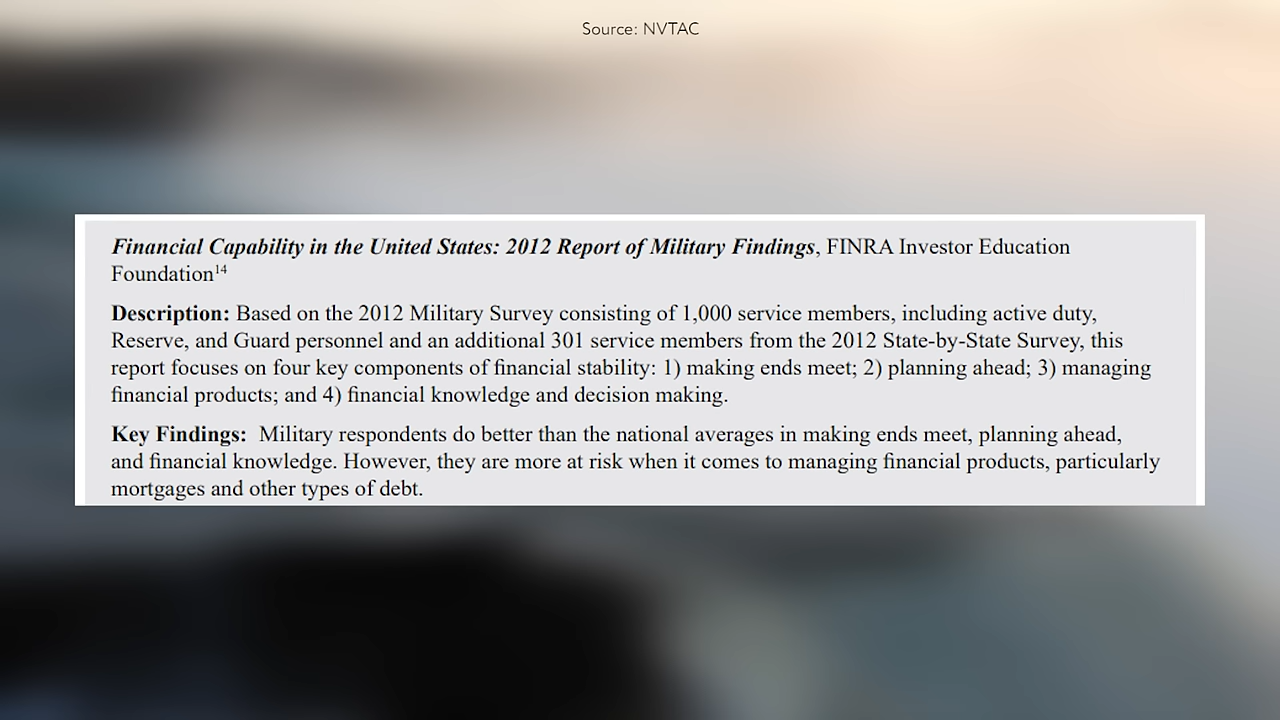 Source: NVTAC
Financial Capability in the United States: 2012 Report of Military Findings, FINRA Investor Education
Foundation14
Description: Based on the 2012 Military Survey consisting of 1,000 service members, including active duty,
Reserve, and Guard personnel and an additional 301 service members from the 2012 State-by-State Survey, this
report focuses on four key components of financial stability: 1) making ends meet; 2) planning ahead; 3) managing
financial products; and 4) financial knowledge and decision making.
Key Findings:  Military respondents do better than the national averages in making ends meet, planning ahead,
and financial knowledge. However, they are more at risk when it comes to managing financial products, particularly
mortgages and other types of debt.